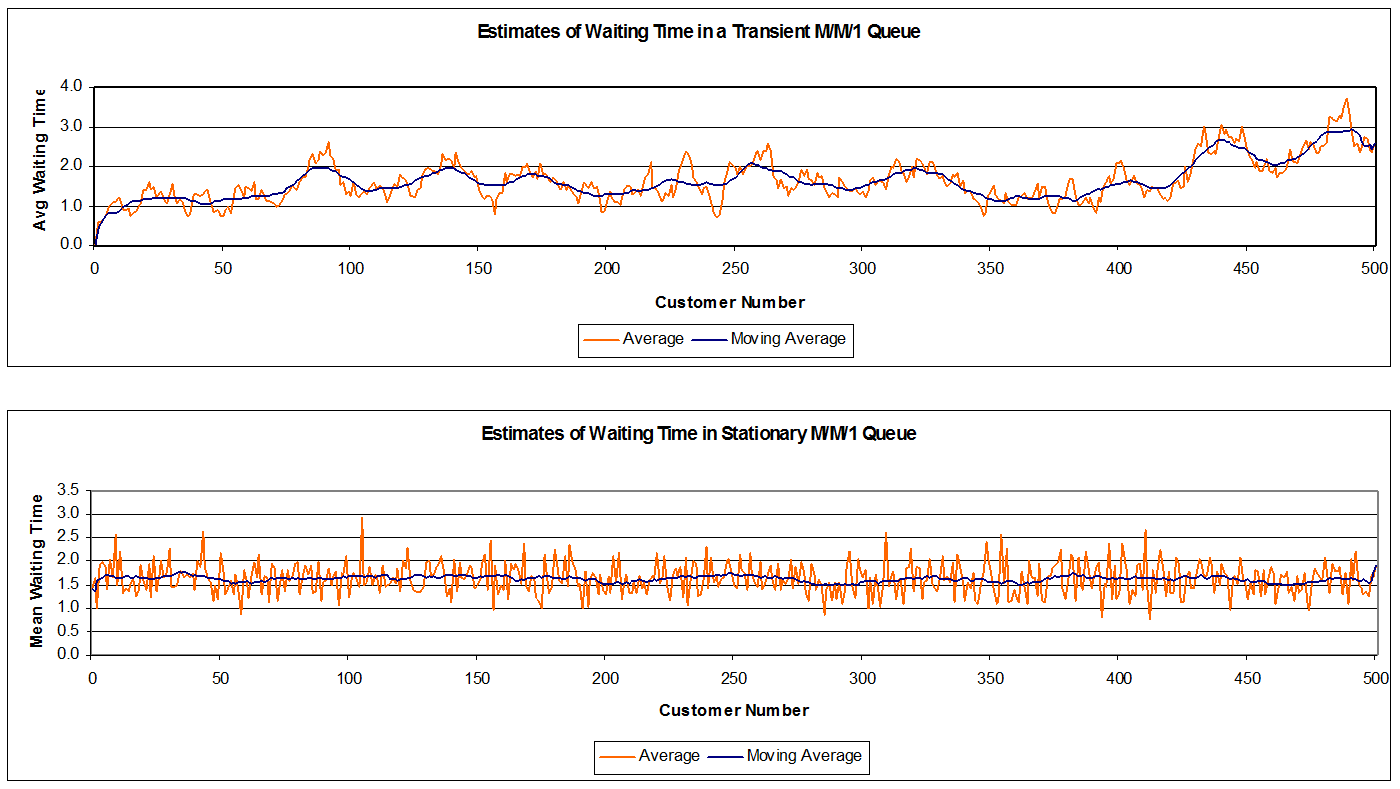 Estimates of Waiting Time in a Transient M/M/1 Queue
Avg Waiting Time
4.0
3.0
2.0
1.0
0.0
0 50 100 150 200 250 300 350 400 450 500
Customer Number
Average Moving Average
Estimates of Waiting Time in Stationary M/M/1 Queue
Mean Waiting Time
3.5
3.0
2.5
2.0
1.5
1.0
0.5
0.0
0 50 100 150 200 250 300 350 400 450 500
Customer Number
Average Moving Average